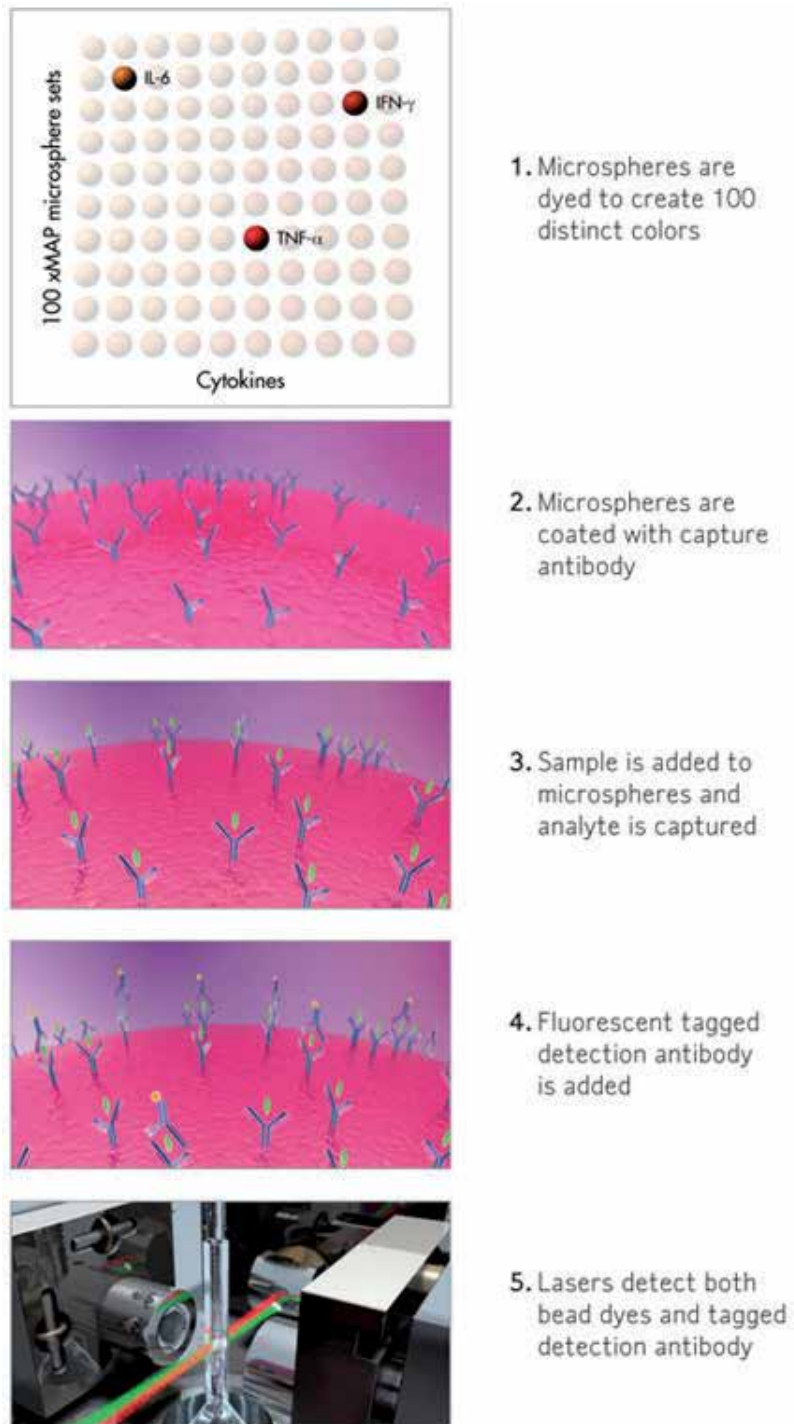 100 xMAP microsphere sets
IL-6
IFN-γ
TNF-α
Cytokines
1. Microspheres are
dyed to create 100
distinct colors
2. Microspheres are
coated with capture
antibody
3. Sample is added to
microspheres and
analyte is captured
4. Fluorescent tagged
detection antibody
is added
5. Lasers detect both
bead dyes and tagged
detection antibody